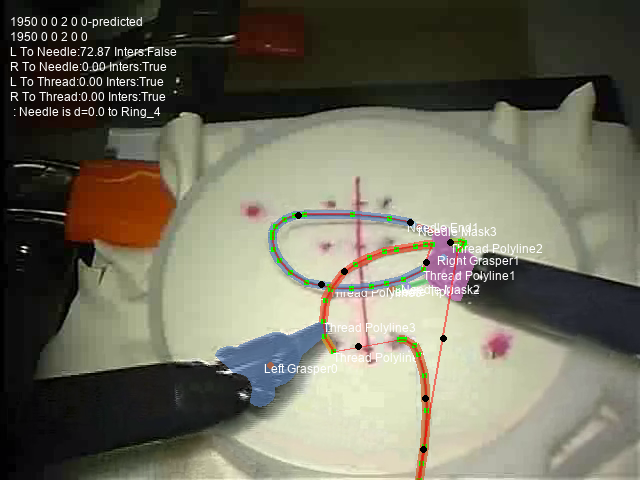 1950 0 0 2 0 0-predicted
1950 0 0 2 0 0
L To Needle:72.87 Inters:False
R To Needle:0.00 Inters:True
L To Thread:0.00 Inters:True
R To Thread:0.00 Inters:True
: Needle is d=0.0 to Ring_4
Needle End1
Needle Mask3
Thread Polyline2
Right Grasper1
Thread Polyline1
Mask2
Thread Polyline3
Thread Polylin
Left Grasper0